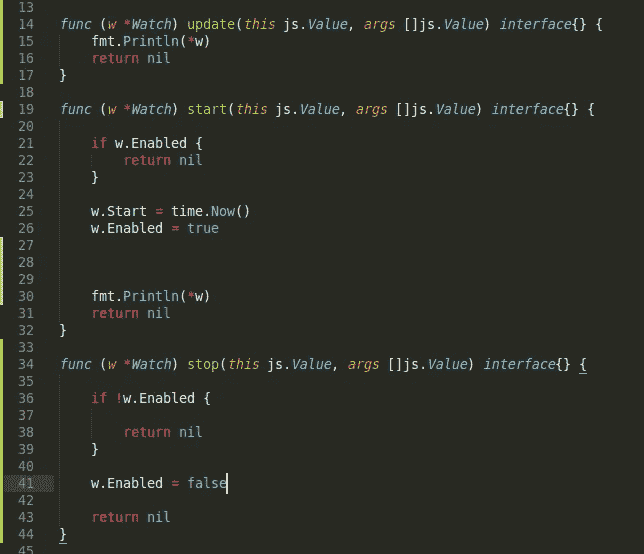 13
14 func (w *Watch) update(this js.Value, args []js.Value) interface{} {
15     fmt.Println(*w)
16     return nil
17 }
18
19 func (w *Watch) start(this js.Value, args []js.Value) interface{} {
20
21     if w.Enabled {
22         return nil
23     }
24
25     w.Start = time.Now()
26     w.Enabled = true
27
28
29
30     fmt.Println(*w)
31     return nil
32 }
33
34 func (w *Watch) stop(this js.Value, args []js.Value) interface{} {
35
36     if !w.Enabled {
37
38         return nil
39     }
40
41     w.Enabled = false
42
43     return nil
44 }
45